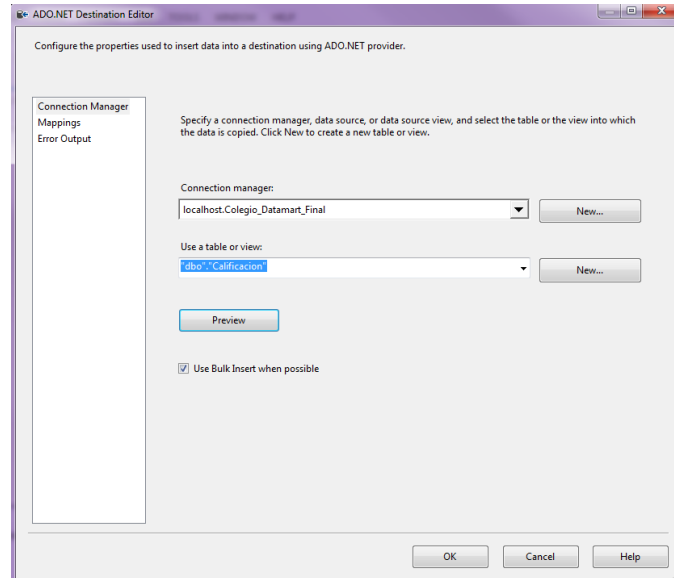 ADO.NET Destination Editor
Configure the properties used to insert data into a destination using ADO.NET provider.
Connection Manager
Mappings
Error Output
Specify a connection manager, data source, or data source view, and select the table or the view into which
the data is copied. Click New to create a new table or view.
Connection manager:
localhost.Colegio_Datamart_Final
New...
Use a table or view:
"dbo"."Calificacion"
New...
Preview
Use Bulk Insert when possible
OK
Cancel
Help